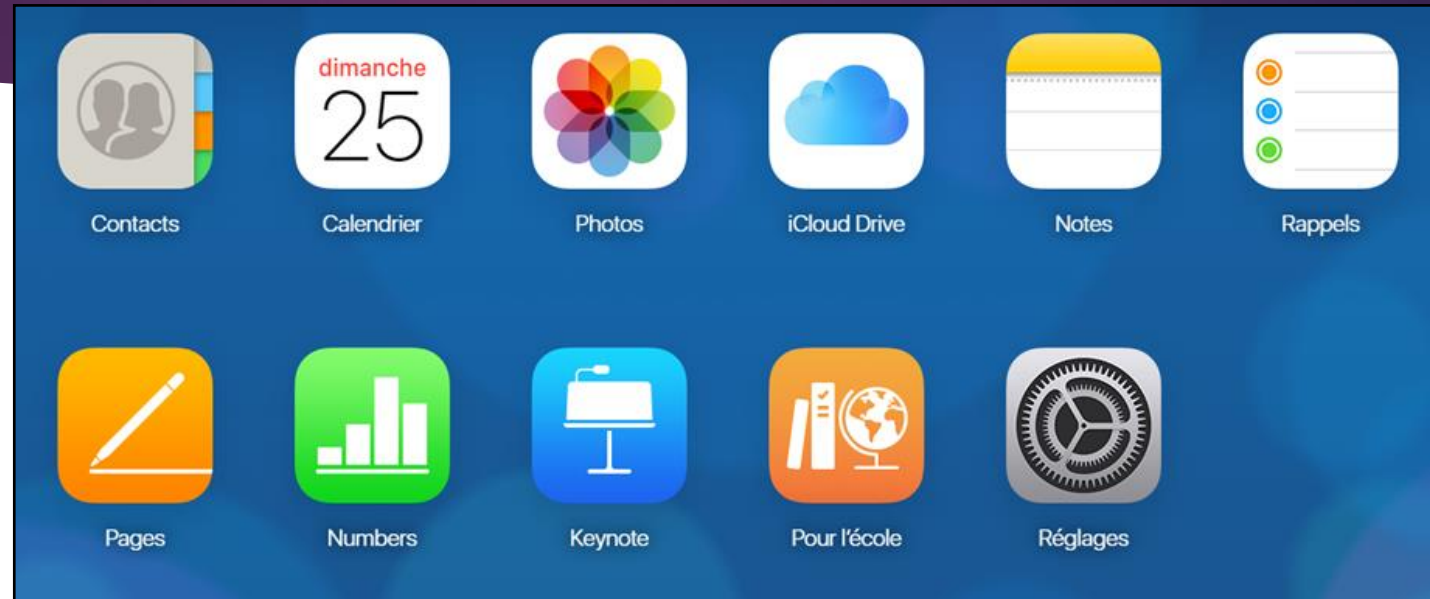 dimanche
25
Contacts Calendrier Photos iCloud Drive Notes Rappels
Pages Numbers Keynote Pour l'école Réglages